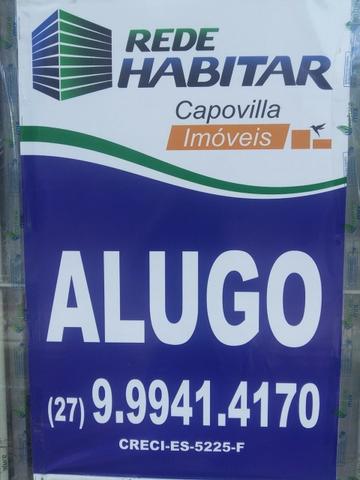 REDE
HABITAR
Capovilla
Imóveis
ALUGO
(27) 9.9941.4170
CRECI-ES-5225-F